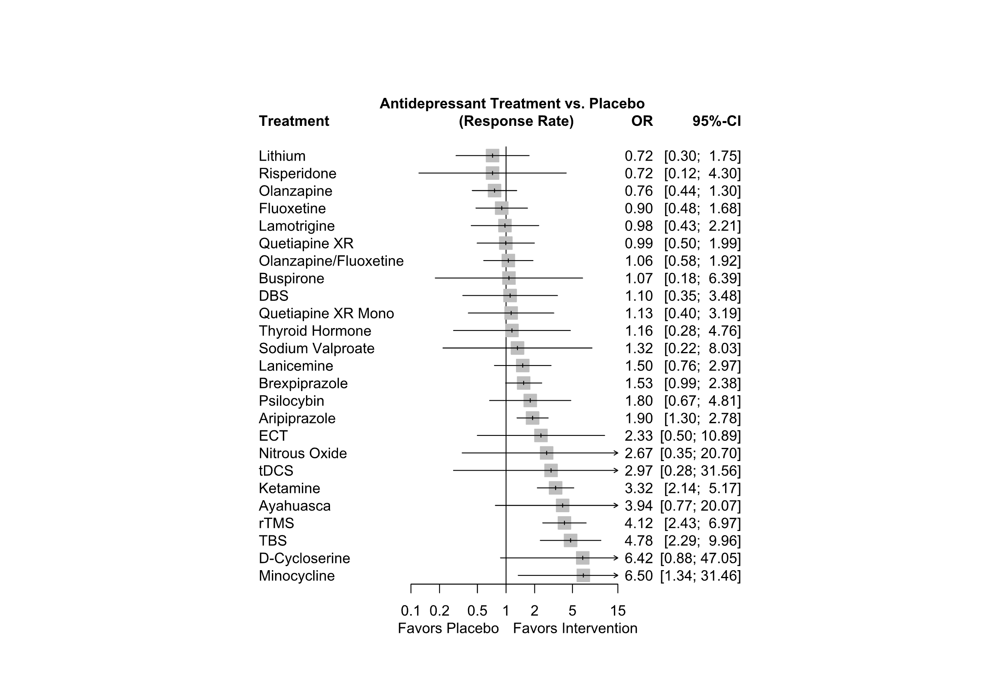 Antidepressant Treatment vs. Placebo
Treatment (Response Rate) OR 95%-CI
Lithium 0.72 [0.30; 1.75]
Risperidone 0.72 [0.12; 4.30]
Olanzapine 0.76 [0.44; 1.30]
Fluoxetine 0.90 [0.48; 1.68]
Lamotrigine 0.98 [0.43; 2.21]
Quetiapine XR 0.99 [0.50; 1.99]
Olanzapine/Fluoxetine 1.06 [0.58; 1.92]
Buspirone 1.07 [0.18; 6.39]
DBS 1.10 [0.35; 3.48]
Quetiapine XR Mono 1.13 [0.40; 3.19]
Thyroid Hormone 1.16 [0.28; 4.76]
Sodium Valproate 1.32 [0.22; 8.03]
Lanicemine 1.50 [0.76; 2.97]
Brexpiprazole 1.53 [0.99; 2.38]
Psilocybin 1.80 [0.67; 4.81]
Aripiprazole 1.90 [1.30; 2.78]
ECT 2.33 [0.50; 10.89]
Nitrous Oxide 2.67 [0.35; 20.70]
tDCS 2.97 [0.28; 31.56]
Ketamine 3.32 [2.14; 5.17]
Ayahuasca 3.94 [0.77; 20.07]
rTMS 4.12 [2.43; 6.97]
TBS 4.78 [2.29; 9.96]
D-Cycloserine 6.42 [0.88; 47.05]
Minocycline 6.50 [1.34; 31.46]
0.1 0.2 0.5 1 2 5 15
Favors Placebo Favors Intervention